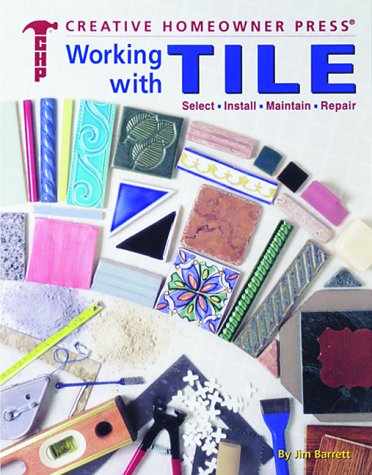 CHP
CREATIVE HOMEOWNER PRESS®
Working
with
TILE
Select ▪ Install ▪ Maintain ▪ Repair
By Jim Barrett